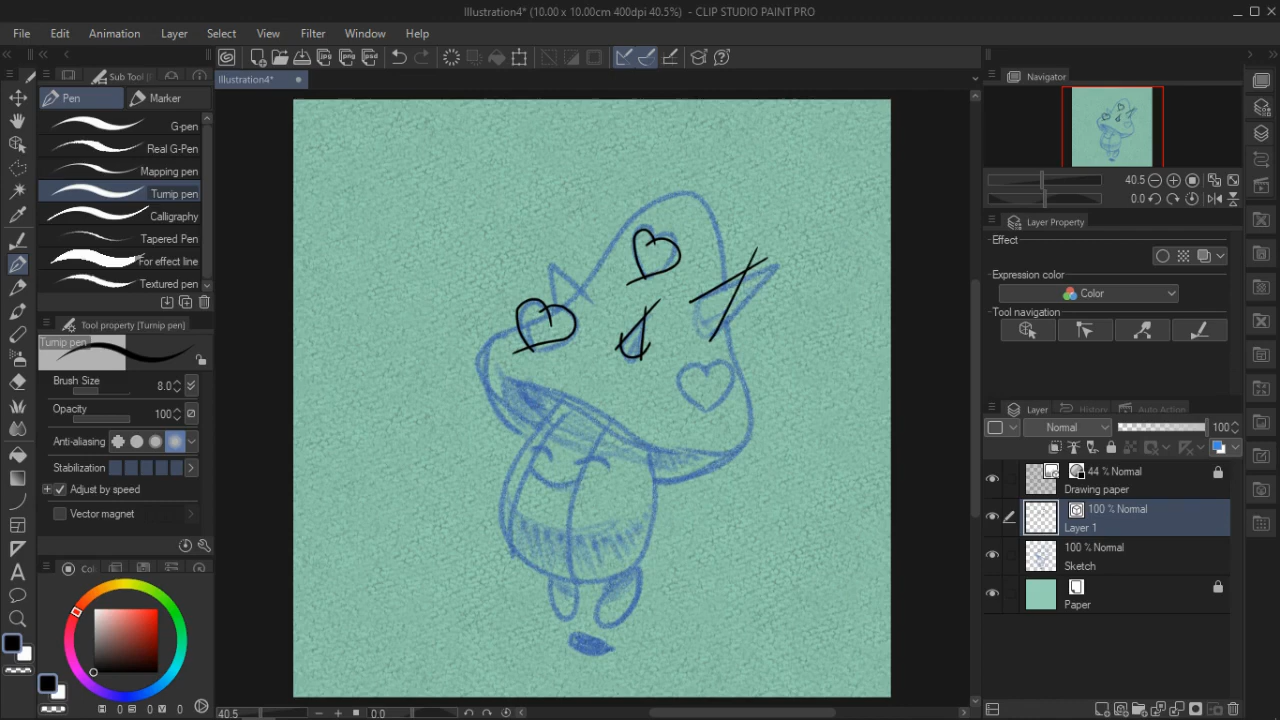 Illustration4* (10.00 x 10.00cm 400dpi 40.5%) - CLIP STUDIO PAINT PRO
File Edit Animation Layer Select View Filter Window Help
Sub Tool
Illustration4*
Navigator
Pen
Marker
G-pen
Real G-Pen
Mapping pen
Turnip pen
Calligraphy
Tapered Pen
For effect line
Textured pen
Tool property [Turnip pen]
Turnip pen
Brush Size 8.0
Opacity 100
Anti-aliasing
Stabilization
Adjust by speed
Vector magnet
Co
0 0 V 0
40.5
0.0
40.5
0.0
Layer Property
Effect
Expression color
Color
Tool navigation
Layer
History
Auto Action
Normal
100
44 % Normal
Drawing paper
100 % Normal
Layer 1
100 % Normal
Sketch
Paper